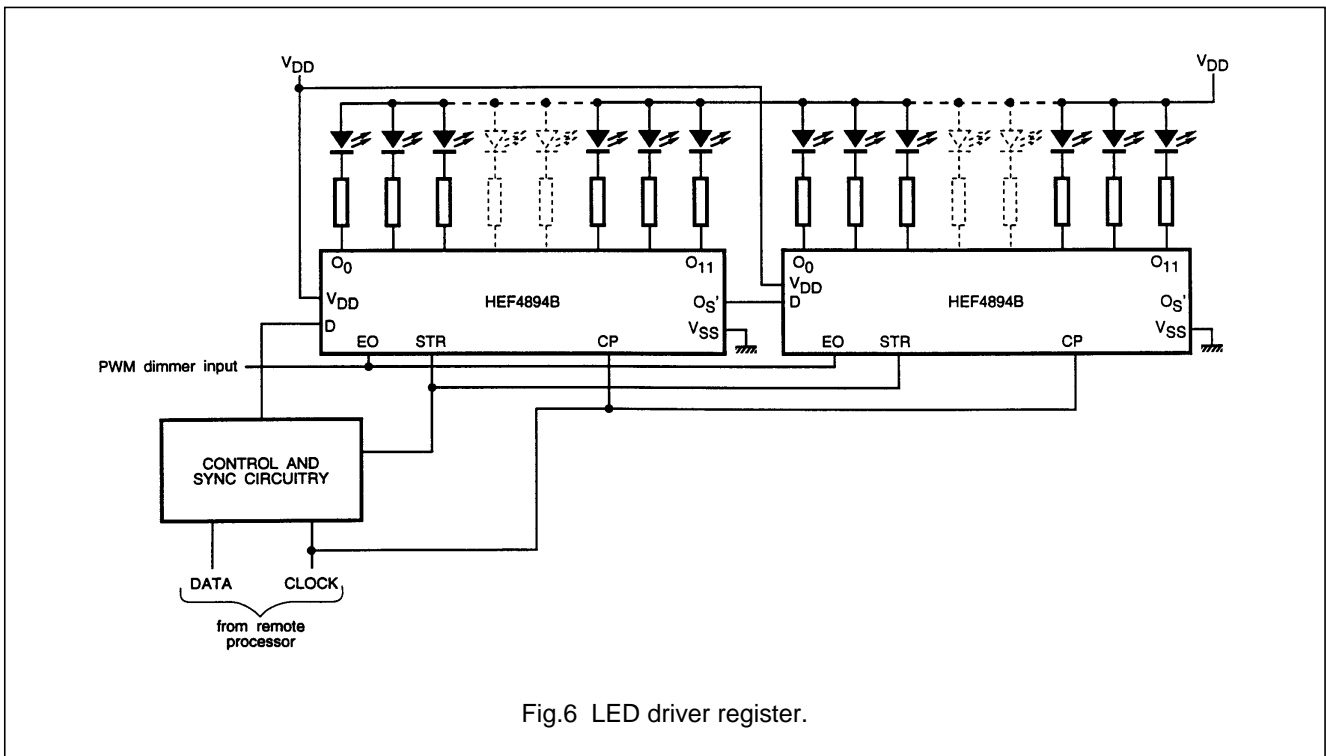 VDD
VDD
O0
O11
O0
O11
VDD
HEF4894B
OS'
VDD
HEF4894B
OS'
D
VSS
D
VSS
EO
STR
CP
EO
STR
CP
PWM dimmer input
CONTROL AND
SYNC CIRCUITRY
DATA
CLOCK
from remote
processor
Fig.6 LED driver register.